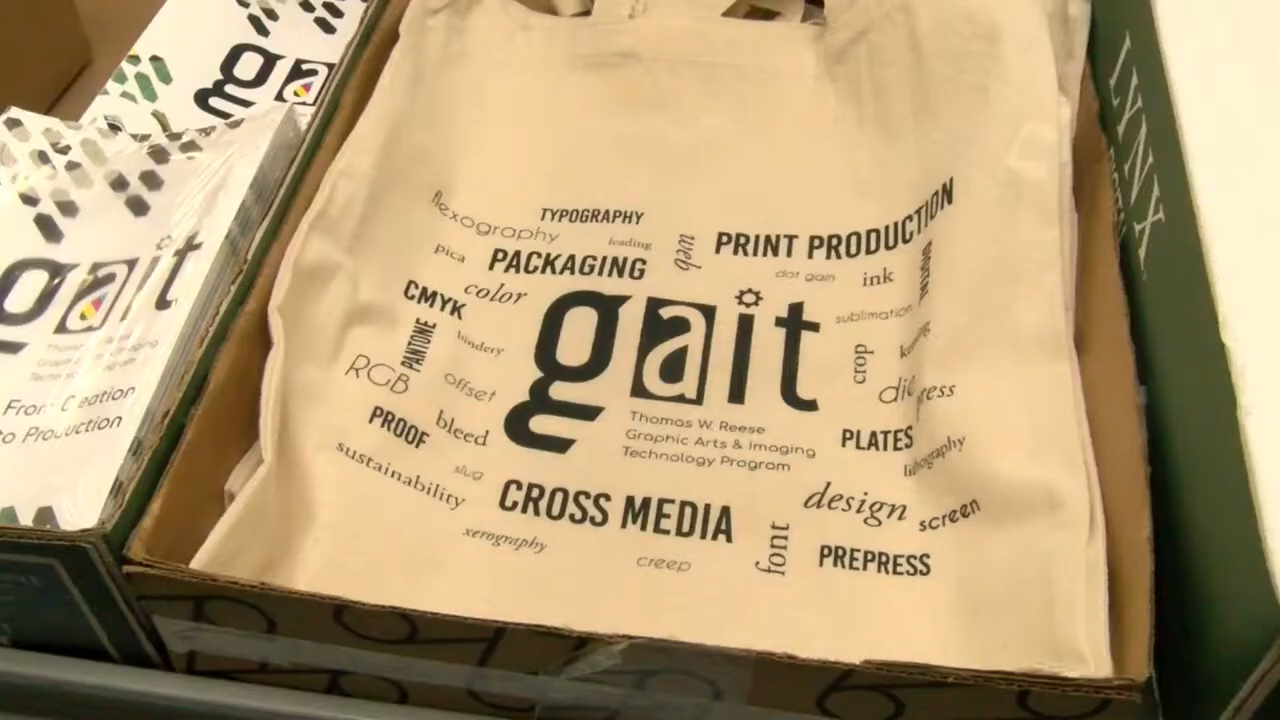 LYNX
ga
gait
From Creation
to Production
flexography
TYPOGRAPHY
leading
web
PRINT PRODUCTION
pica
PACKAGING
dot gain
ink
CMYK
color
gait
sublimation
PANTONE
bindery
crop
RGB
offset
die
press
PROOF
bleed
Thomas W. Reese
Graphic Arts & Imaging
Technology Program
PLATES
lithography
sustainability
slug
CROSS MEDIA
design
screen
xerography
creep
font
PREPRESS